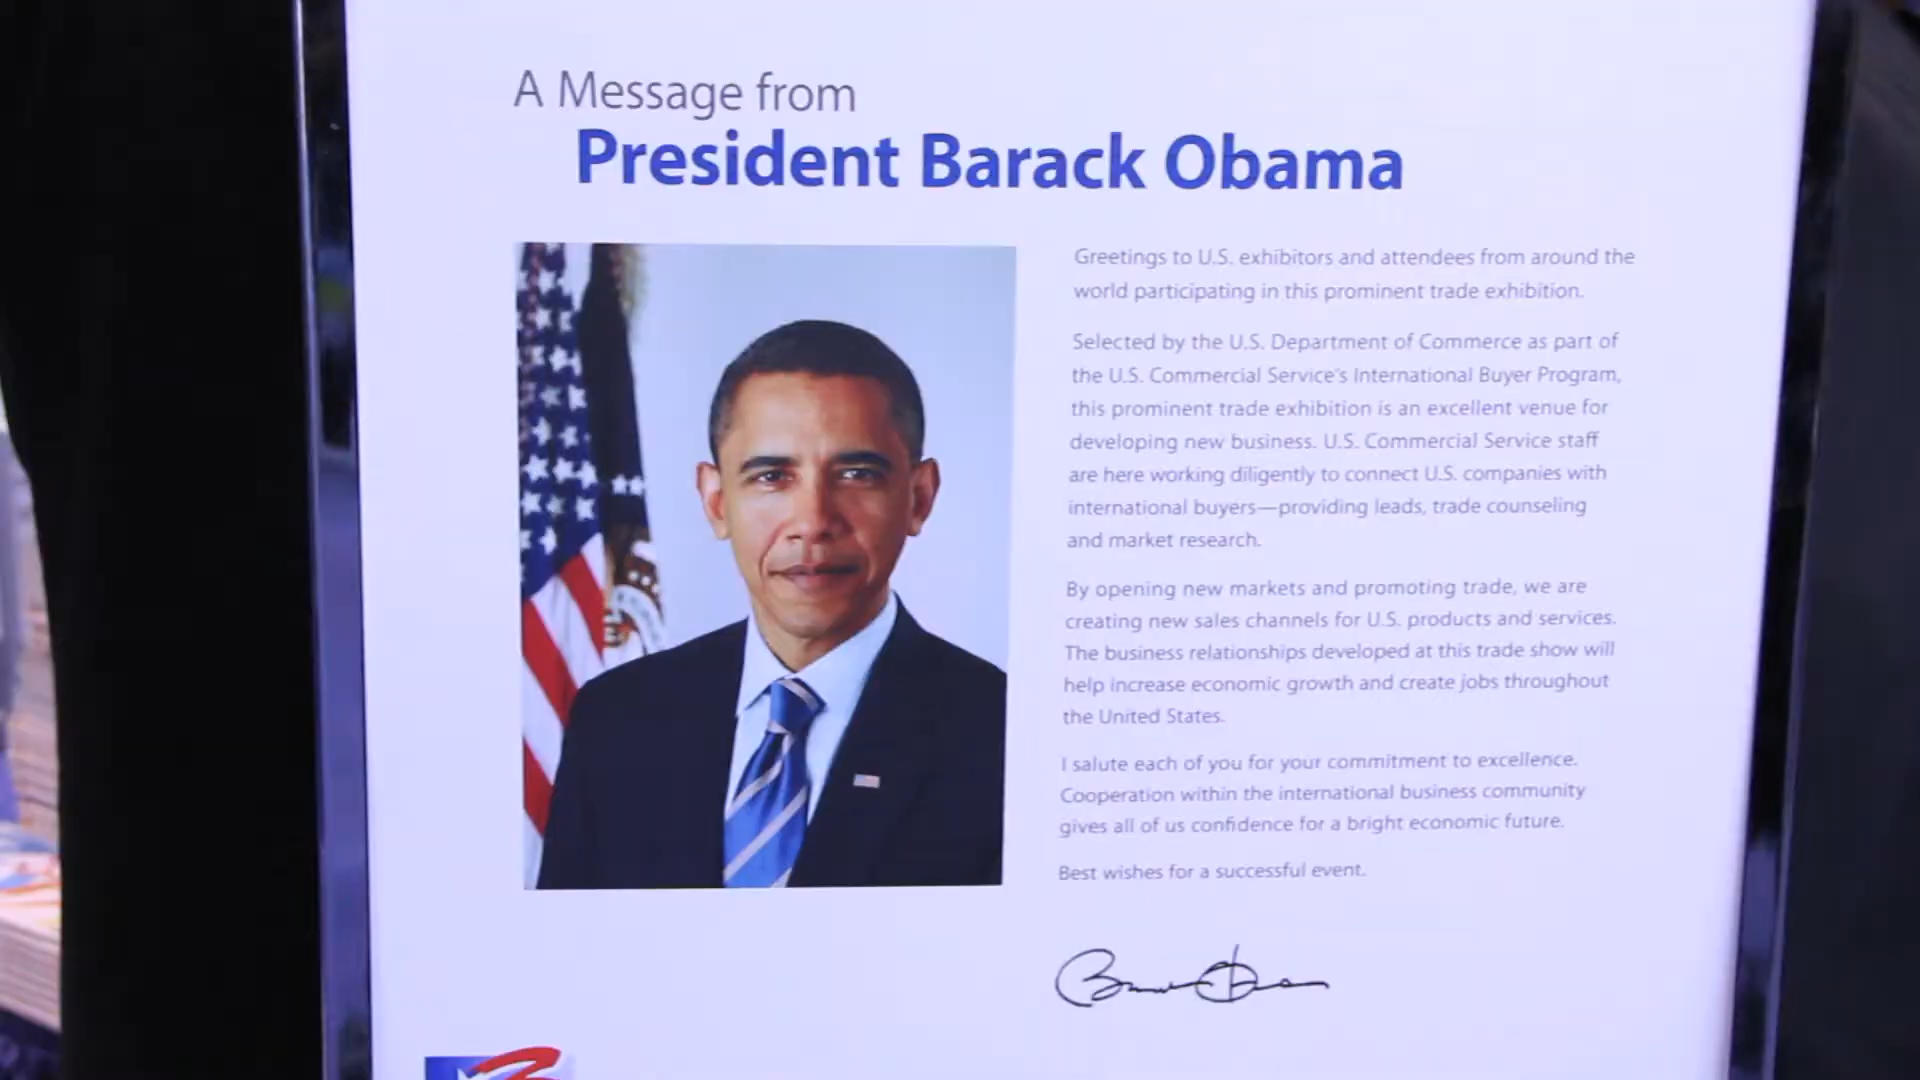 A Message from
President Barack Obama
Greetings to U.S. exhibitors and attendees from around the
world participating in this prominent trade exhibition.
Selected by the U.S. Department of Commerce as part of
the U.S. Commercial Service's International Buyer Program,
this prominent trade exhibition is an excellent venue for
developing new business. U.S. Commercial Service staff
are here working diligently to connect U.S. companies with
international buyers—providing leads, trade counseling
and market research.
By opening new markets and promoting trade, we are
creating new sales channels for U.S. products and services.
The business relationships developed at this trade show will
help increase economic growth and create jobs throughout
the United States.
I salute each of you for your commitment to excellence.
Cooperation within the international business community
gives all of us confidence for a bright economic future.
Best wishes for a successful event.